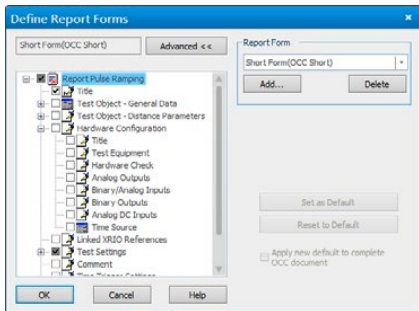 Define Report Forms
Short Form(OCC Short)
Advanced <<
Report Pulse Ramping
Title
Test Object - General Data
Test Object - Distance Parameters
Hardware Configuration
Title
Test Equipment
Hardware Check
Analog Outputs
Binary/Analog Inputs
Binary Outputs
Analog DC Inputs
Time Source
Linked XRIO References
Test Settings
Comment
Time Trigger Settings
OK
Cancel
Help
Report Form
Short Form(OCC Short)
Add...
Delete
Set as Default
Reset to Default
Apply new default to complete
OCC document